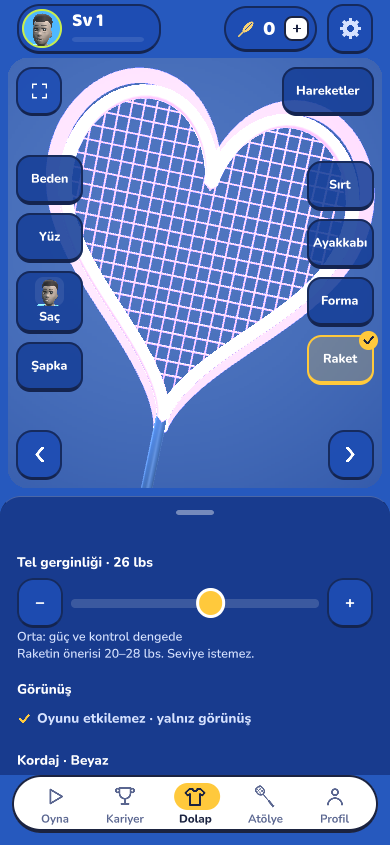 Sv 1
0
+
Hareketler
Beden
Sırt
Yüz
Ayakkabı
Saç
Forma
Şapka
Raket
Tel gerginliği · 26 lbs
−
+
Orta: güç ve kontrol dengede
Raketin önerisi 20–28 lbs. Seviye istemez.
Görünüş
Oyunu etkilemez · yalnız görünüş
Kordaj · Beyaz
Oyna
Kariyer
Dolap
Atölye
Profil